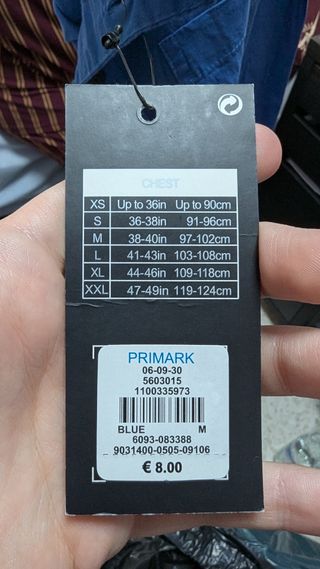 CHEST
XS Up to 36in Up to 90cm
S 36-38in 91-96cm
M 38-40in 97-102cm
L 41-43in 103-108cm
XL 44-46in 109-118cm
XXL 47-49in 119-124cm
PRIMARK
06-09-30
5603015
1100335973
BLUE M
6093-083388
9031400-0505-09106
€ 8.00